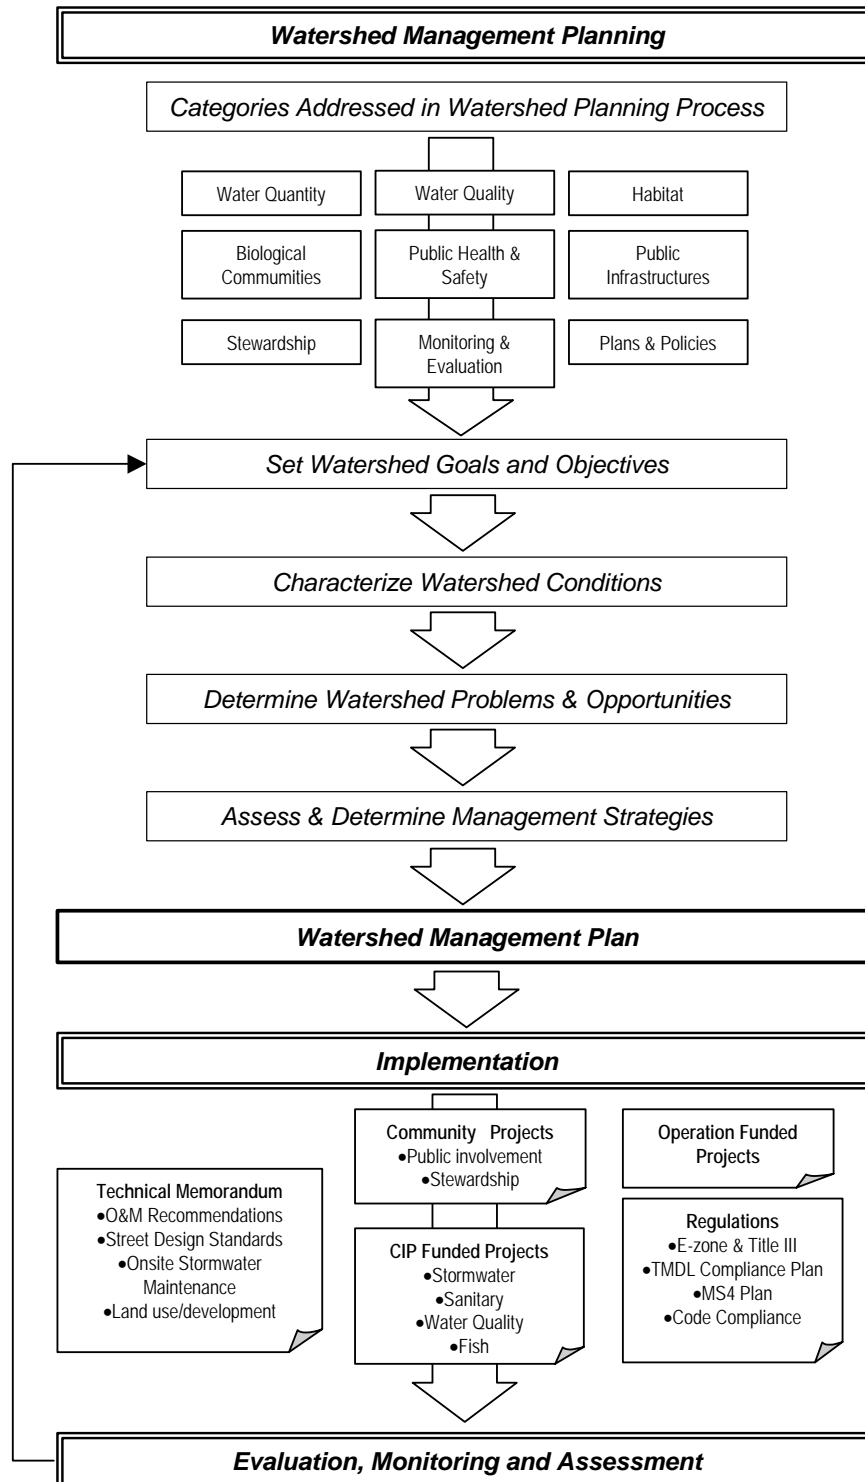 Watershed Management Planning
Categories Addressed in Watershed Planning Process
Water Quantity
Water Quality
Habitat
Biological
Commumities
Public Health &
Safety
Public
Infrastructures
Stewardship
Monitoring &
Evaluation
Plans & Policies
Set Watershed Goals and Objectives
Characterize Watershed Conditions
Determine Watershed Problems & Opportunities
Assess & Determine Management Strategies
Watershed Management Plan
Implementation
Technical Memorandum
•O&M Recommendations
•Street Design Standards
•Onsite Stormwater
Maintenance
•Land use/development
Community Projects
•Public involvement
•Stewardship
CIP Funded Projects
•Stormwater
•Sanitary
•Water Quality
•Fish
Operation Funded
Projects
Regulations
•E-zone & Title III
•TMDL Compliance Plan
•MS4 Plan
•Code Compliance
Evaluation, Monitoring and Assessment